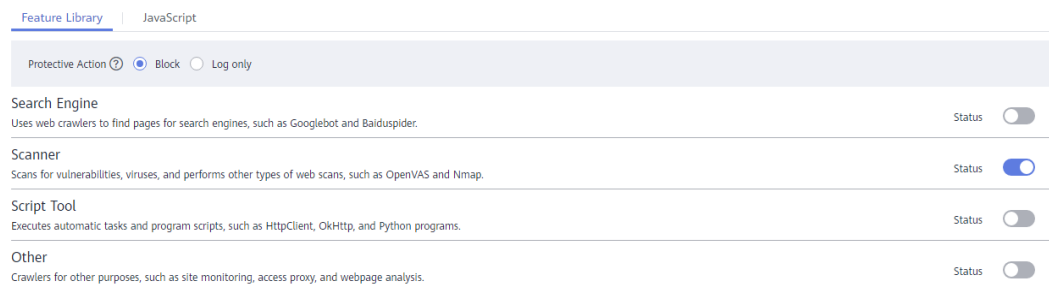 Feature Library
JavaScript
Protective Action ? Block Log only
Search Engine
Uses web crawlers to find pages for search engines, such as Googlebot and Baiduspider.
Status
Scanner
Scans for vulnerabilities, viruses, and performs other types of web scans, such as OpenVAS and Nmap.
Status
Script Tool
Executes automatic tasks and program scripts, such as HttpClient, OkHttp, and Python programs.
Status
Other
Crawlers for other purposes, such as site monitoring, access proxy, and webpage analysis.
Status